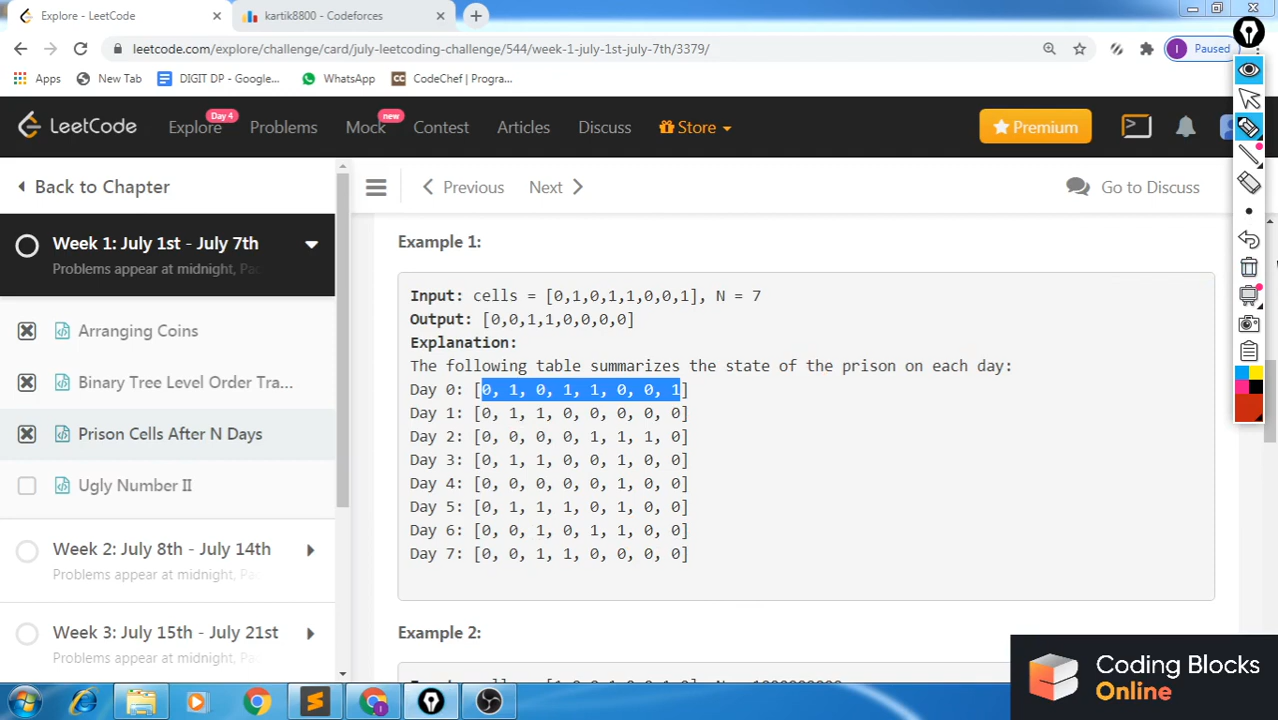 Explore - LeetCode
kartik8800 - Codeforces
leetcode.com/explore/challenge/card/july-leetcoding-challenge/544/week-1-july-1st-july-7th/3379/
I
Paused
Apps
New Tab
DIGIT DP - Google...
WhatsApp
CC
CodeChef | Progra...
LeetCode
Explore
Day 4
Problems
Mock
new
Contest
Articles
Discuss
Store
Premium
Back to Chapter
Previous
Next
Go to Discuss
Week 1: July 1st - July 7th
Problems appear at midnight, Pac
Arranging Coins
Binary Tree Level Order Tra...
Prison Cells After N Days
Ugly Number II
Week 2: July 8th - July 14th
Problems appear at midnight, Pa
Week 3: July 15th - July 21st
Problems appear at midnight, Pa
Example 1:
Input: cells = [0,1,0,1,1,0,0,1], N = 7
Output: [0,0,1,1,0,0,0,0]
Explanation:
The following table summarizes the state of the prison on each day:
Day 0: [0, 1, 0, 1, 1, 0, 0, 1]
Day 1: [0, 1, 1, 0, 0, 0, 0, 0]
Day 2: [0, 0, 0, 0, 1, 1, 1, 0]
Day 3: [0, 1, 1, 0, 0, 1, 0, 0]
Day 4: [0, 0, 0, 0, 0, 1, 0, 0]
Day 5: [0, 1, 1, 1, 0, 1, 0, 0]
Day 6: [0, 0, 1, 0, 1, 1, 0, 0]
Day 7: [0, 0, 1, 1, 0, 0, 0, 0]
Example 2:
Coding Blocks
Online